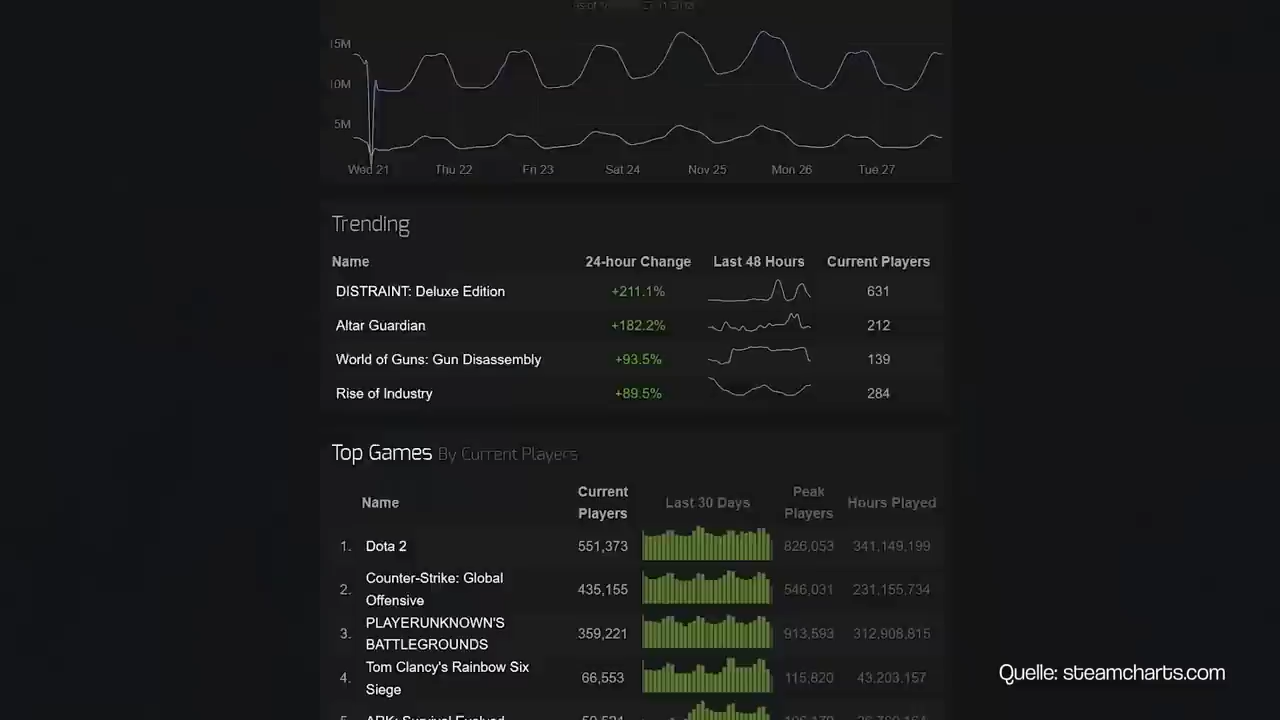 15M
10M
5M
Wed 21 Thu 22 Fri 23 Sat 24 Nov 25 Mon 26 Tue 27
Trending
Name 24-hour Change Last 48 Hours Current Players
DISTRAINT: Deluxe Edition +211.1% 631
Altar Guardian +182.2% 212
World of Guns: Gun Disassembly +93.5% 139
Rise of Industry +89.5% 284
Top Games By Current Players
Name Current Players Last 30 Days Peak Players Hours Played
1. Dota 2 551,373 826,053 341,149,199
2. Counter-Strike: Global Offensive 435,155 546,031 231,155,734
3. PLAYERUNKNOWN'S BATTLEGROUNDS 359,221 913,593 312,908,815
4. Tom Clancy's Rainbow Six Siege 66,553 115,820 43,203,157
Quelle: steamcharts.com